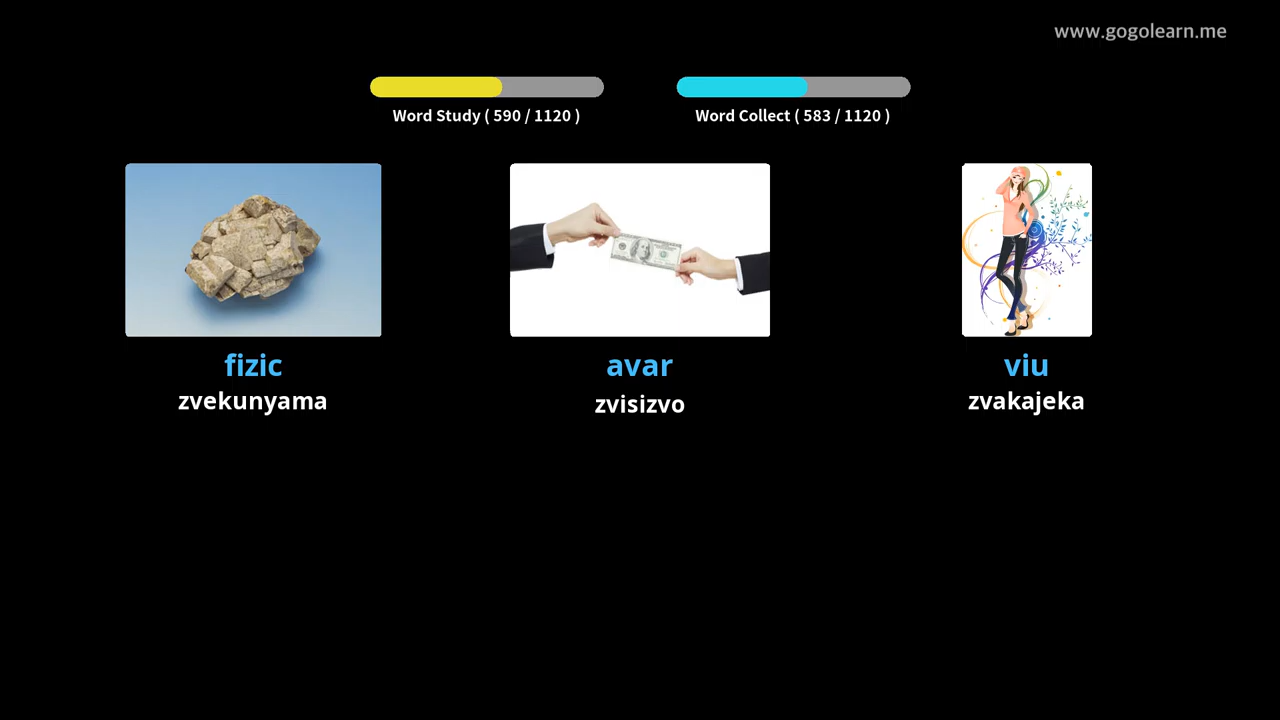 www.gogolearn.me
Word Study ( 590 / 1120 )
Word Collect ( 583 / 1120 )
fizic
zvekunyama
avar
zvisizvo
viu
zvakajeka